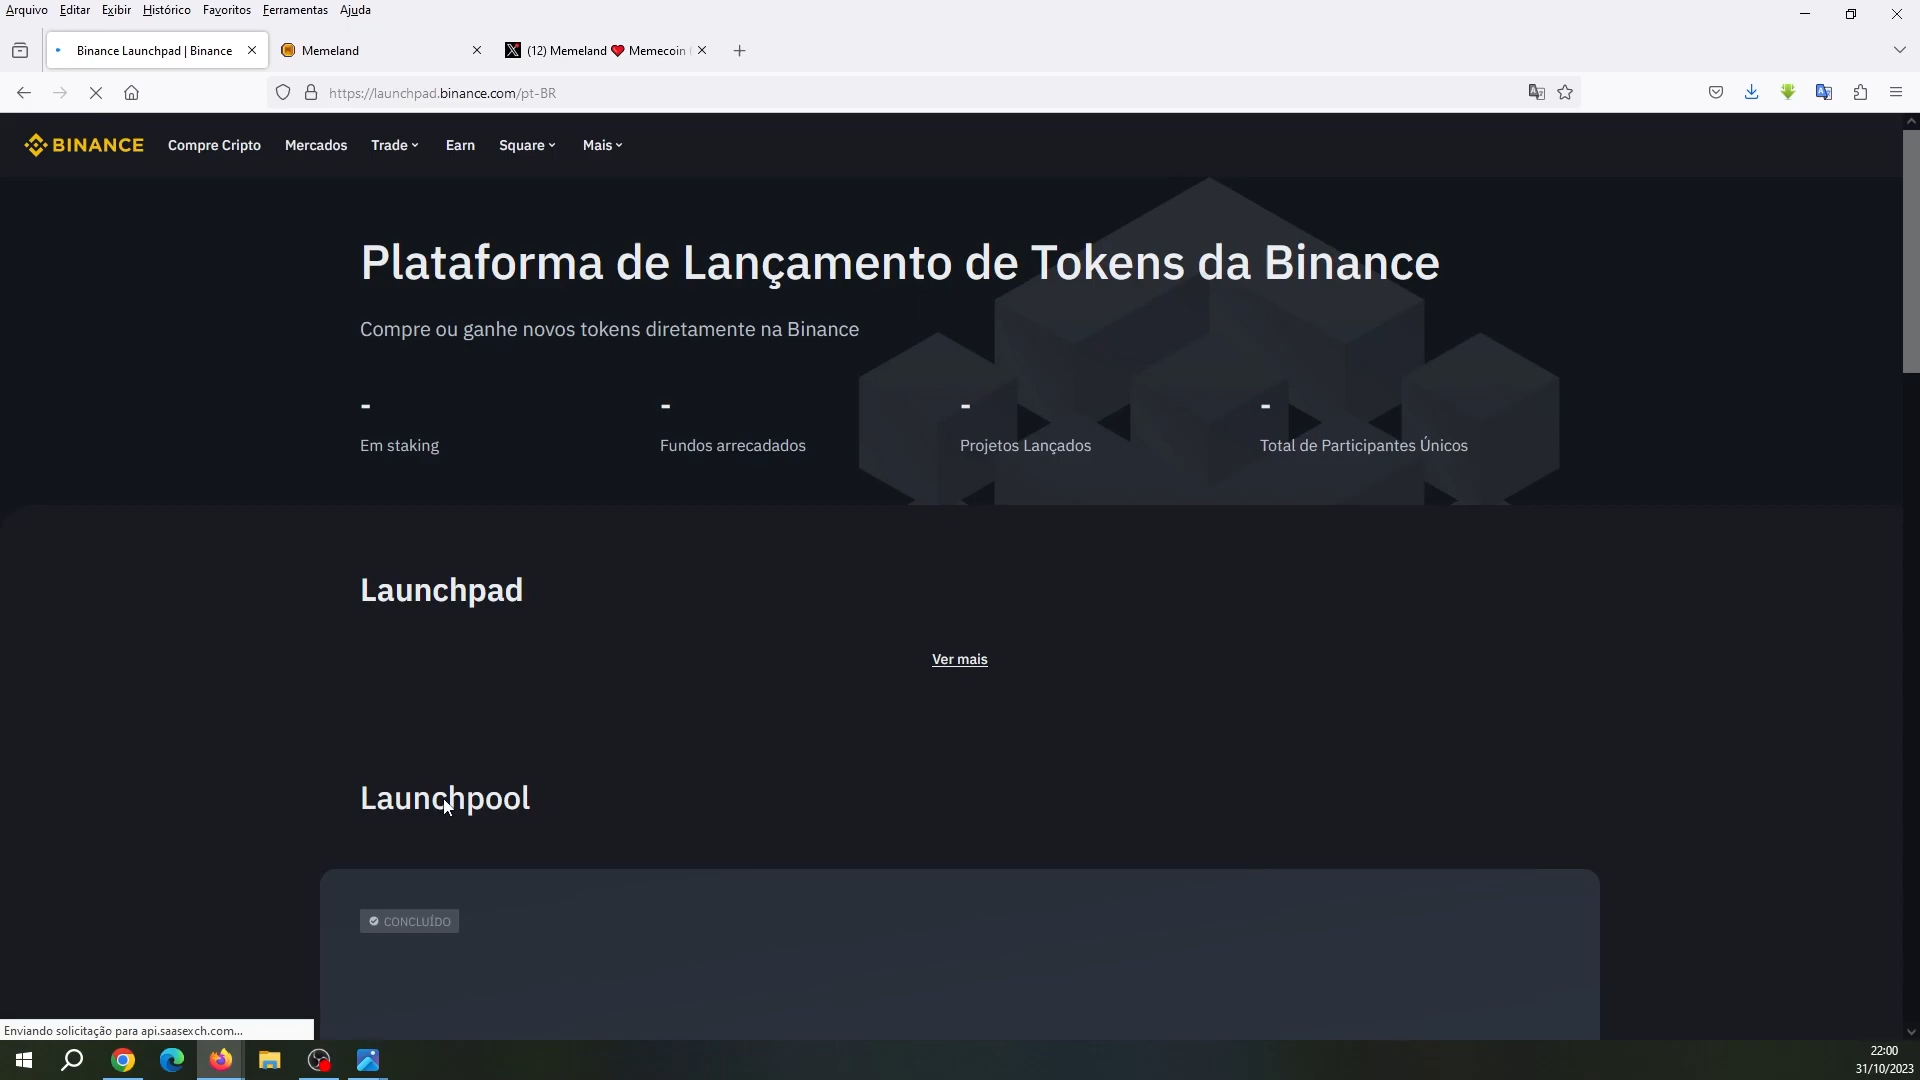 Arquivo Editar Exibir Histórico Favoritos Ferramentas Ajuda
Binance Launchpad | Binance
Memeland
(12) Memeland ❤ Memecoin (
https://launchpad.binance.com/pt-BR
BINANCE
Compre Cripto
Mercados
Trade
Earn
Square
Mais
Plataforma de Lançamento de Tokens da Binance
Compre ou ganhe novos tokens diretamente na Binance
- - - -
Em staking
Fundos arrecadados
Projetos Lançados
Total de Participantes Únicos
Launchpad
Ver mais
Launchpool
CONCLUÍDO
Enviando solicitação para api.saasexch.com...
22:00
31/10/2023